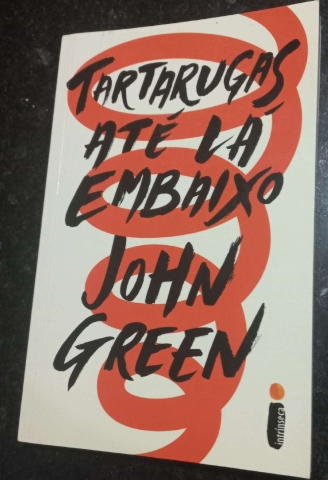 TARTARUGAS
ATÉ LÁ
EMBAIXO
JOHN
GREEN
intrínseca